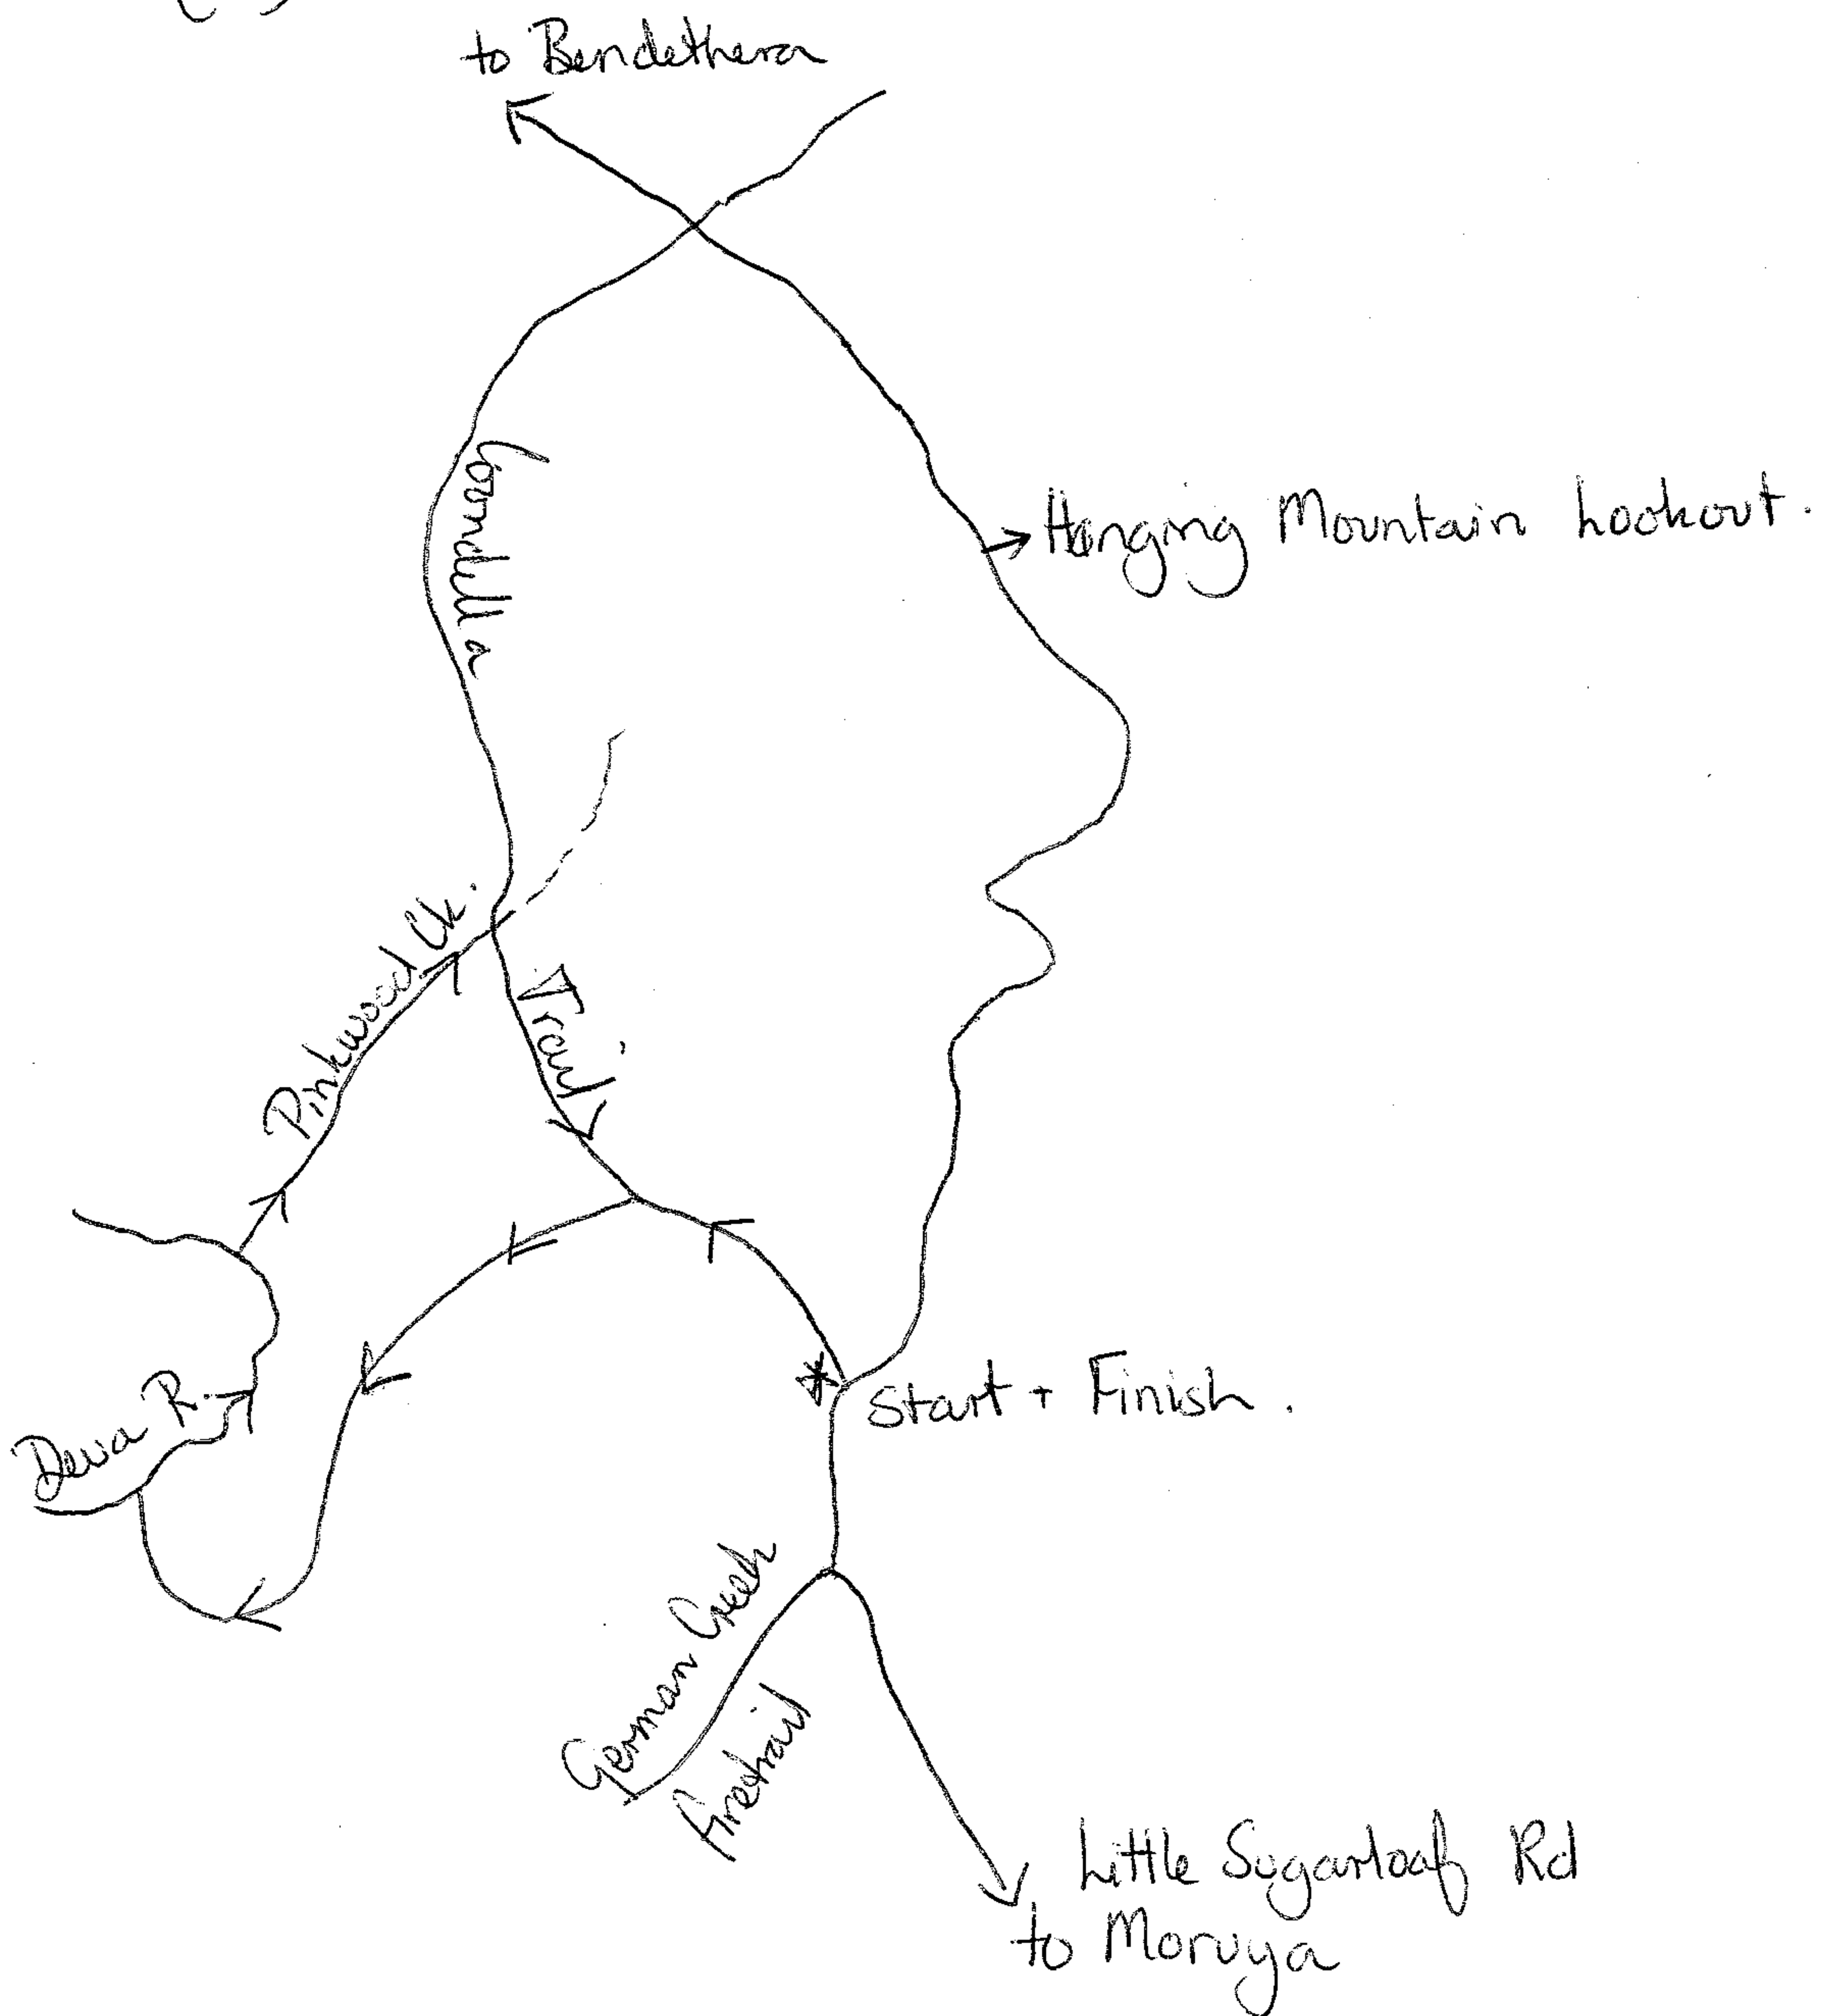 to Bendethera
Hanging Mountain Lookout.
Coondella
Trail
Pinkwood Ck.
Deua R.
Start + Finish.
German Creek
Firetrail
Little Sugarloaf Rd
to Moruya